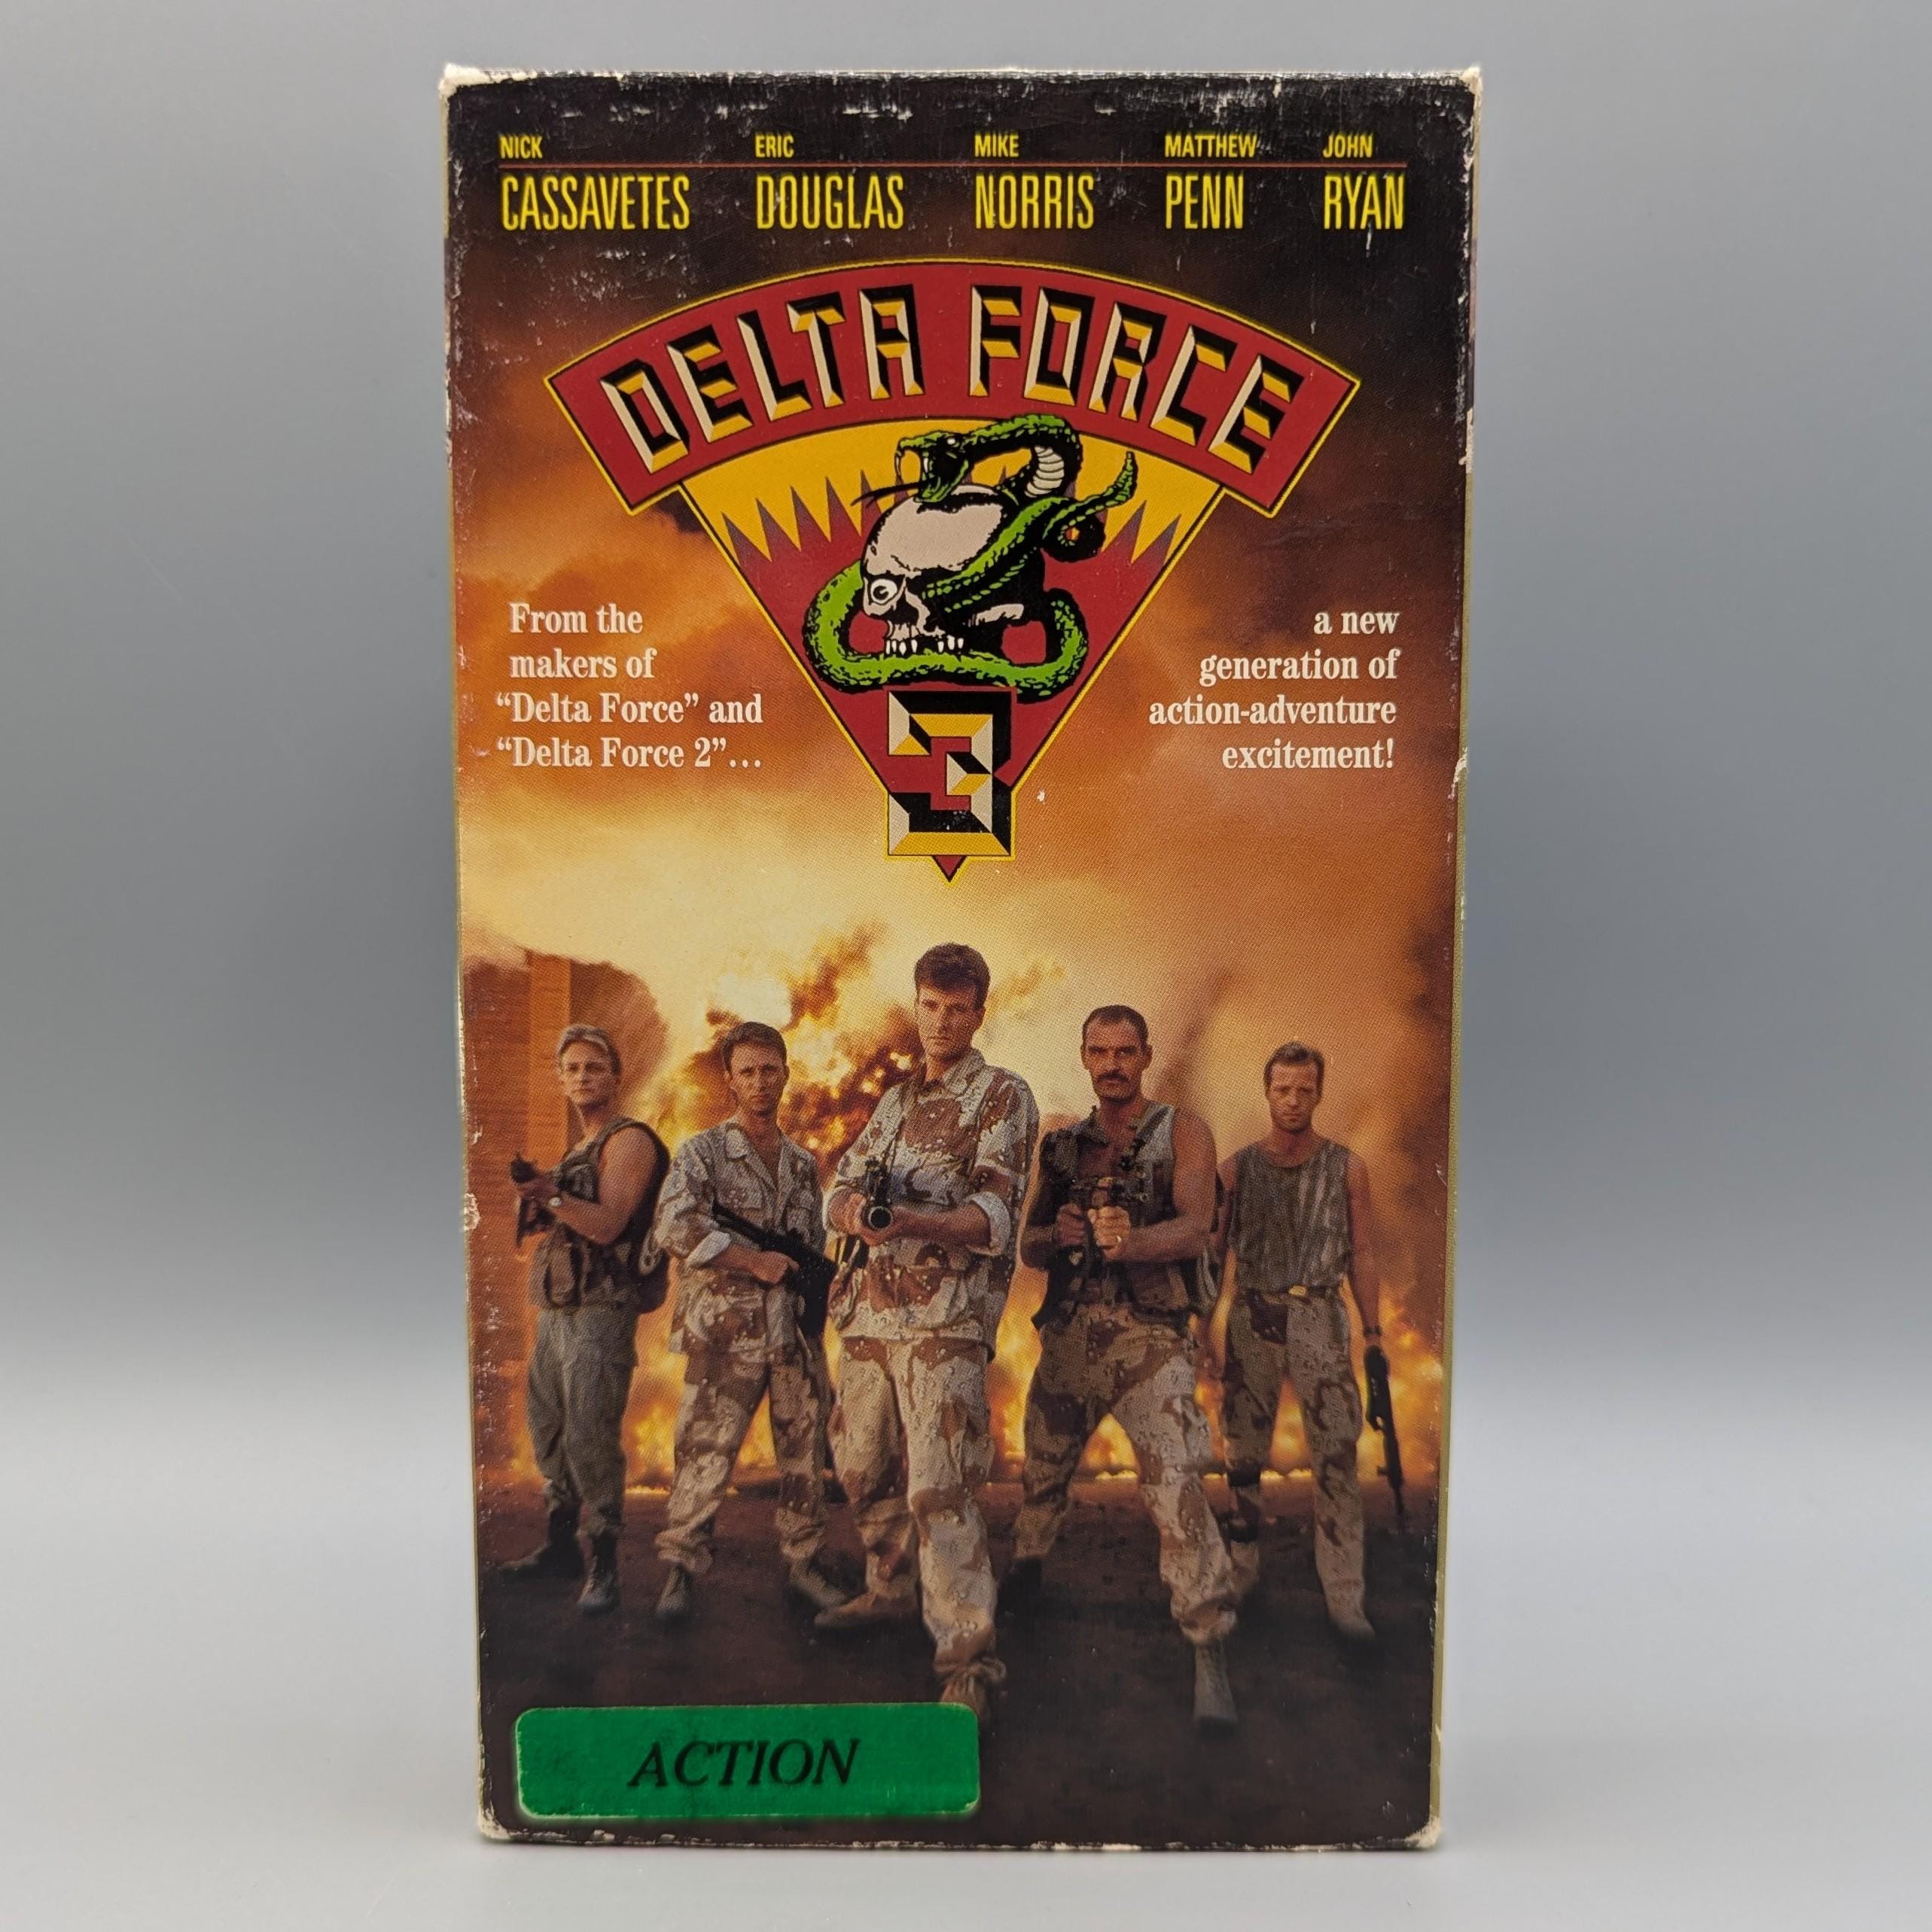 NICK ERIC MIKE MATTHEW JOHN
CASSAVETES DOUGLAS NORRIS PENN RYAN
DELTA FORCE
3
From the
makers of
“Delta Force” and
“Delta Force 2”...
a new
generation of
action-adventure
excitement!
ACTION